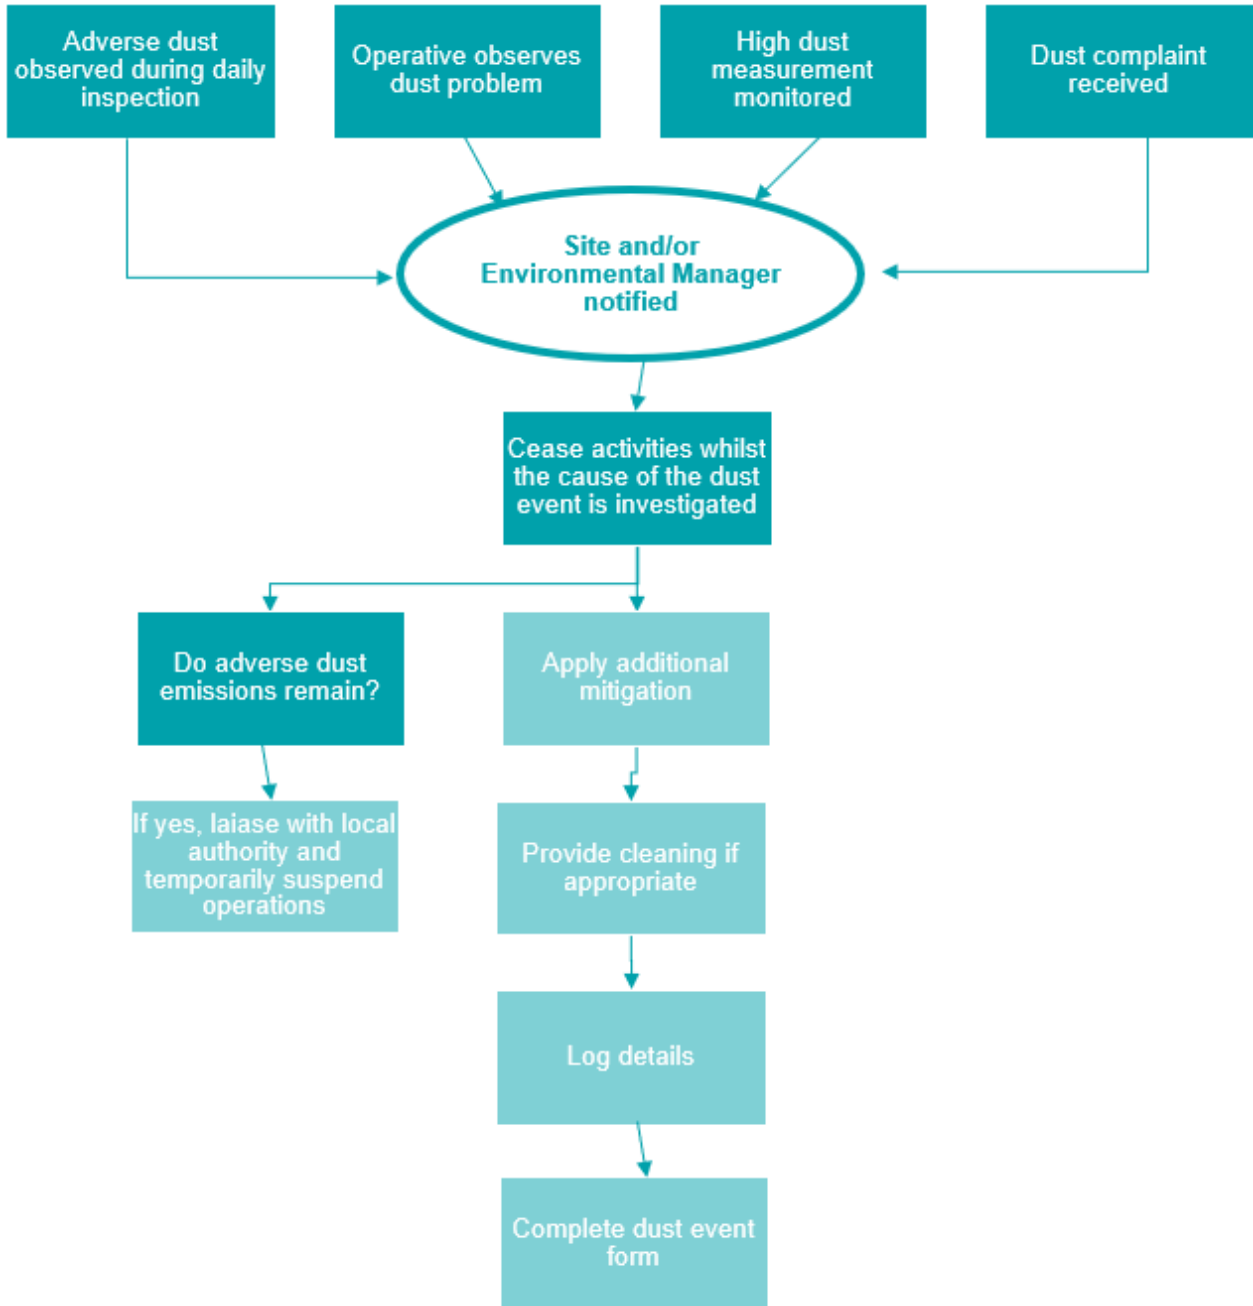 Adverse dust
observed during daily
inspection
Operative observes
dust problem
High dust
measurement
monitored
Dust complaint
received
Site and/or
Environmental Manager
notified
Cease activities whilst
the cause of the dust
event is investigated
Do adverse dust
emissions remain?
Apply additional
mitigation
If yes, laiase with local
authority and
temporarily suspend
operations
Provide cleaning if
appropriate
Log details
Complete dust event
form